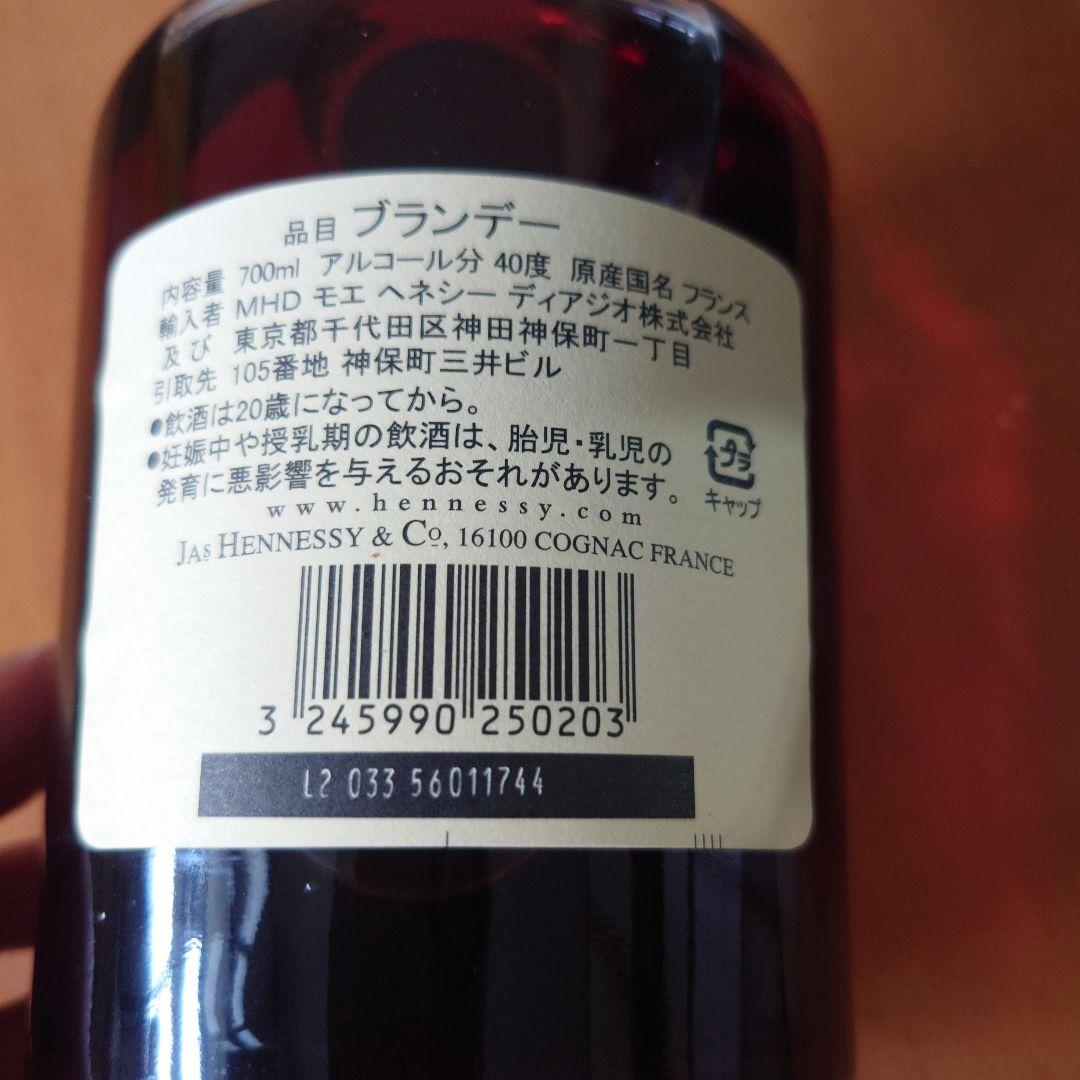 品目 ブランデー
内容量 700ml アルコール分 40度 原産国名 フランス
輸入者 MHD モエ ヘネシー ディアジオ株式会社
及び 東京都千代田区神田神保町一丁目
引取先 105番地 神保町三井ビル
●飲酒は20歳になってから。
●妊娠中や授乳期の飲酒は、胎児・乳児の
発育に悪影響を与えるおそれがあります。
プラ
キャップ
www.hennessy.com
JAS HENNESSY & Cº, 16100 COGNAC FRANCE
3 245990 250203
L2 033 56011744